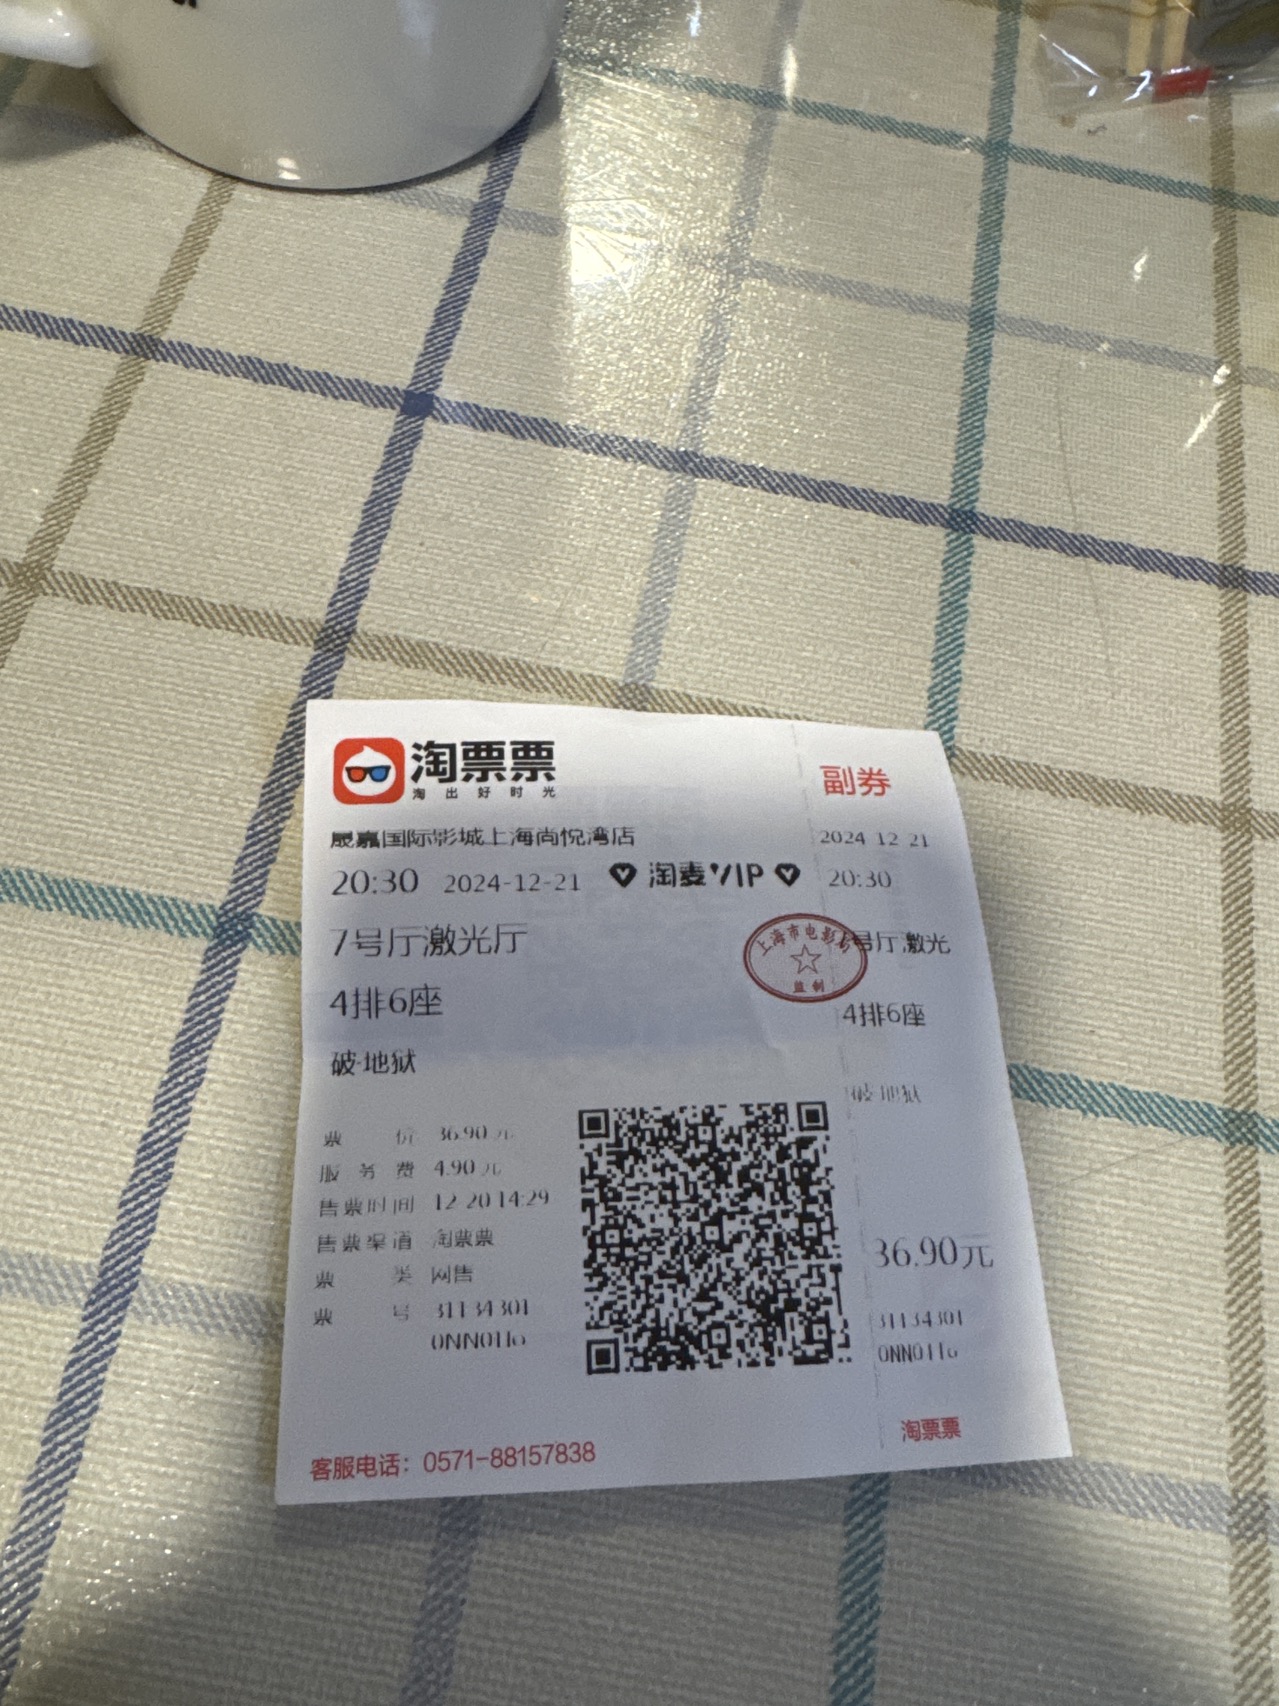 淘票票
淘出好时光
晟嘉国际影城上海尚悦湾店
20:30 2024-12-21 淘麦VIP
7号厅激光厅
4排6座
破·地狱
票价 36.90元
服务费 4.90元
售票时间 12-20 14:29
售票渠道 淘票票
票类 网售
票号 31134301
0NN0116
客服电话：0571-88157838
上海市电影局
监制
副券
2024-12-21
20:30
7号厅激光
4排6座
破·地狱
36.90元
31134301
0NN0116
淘票票